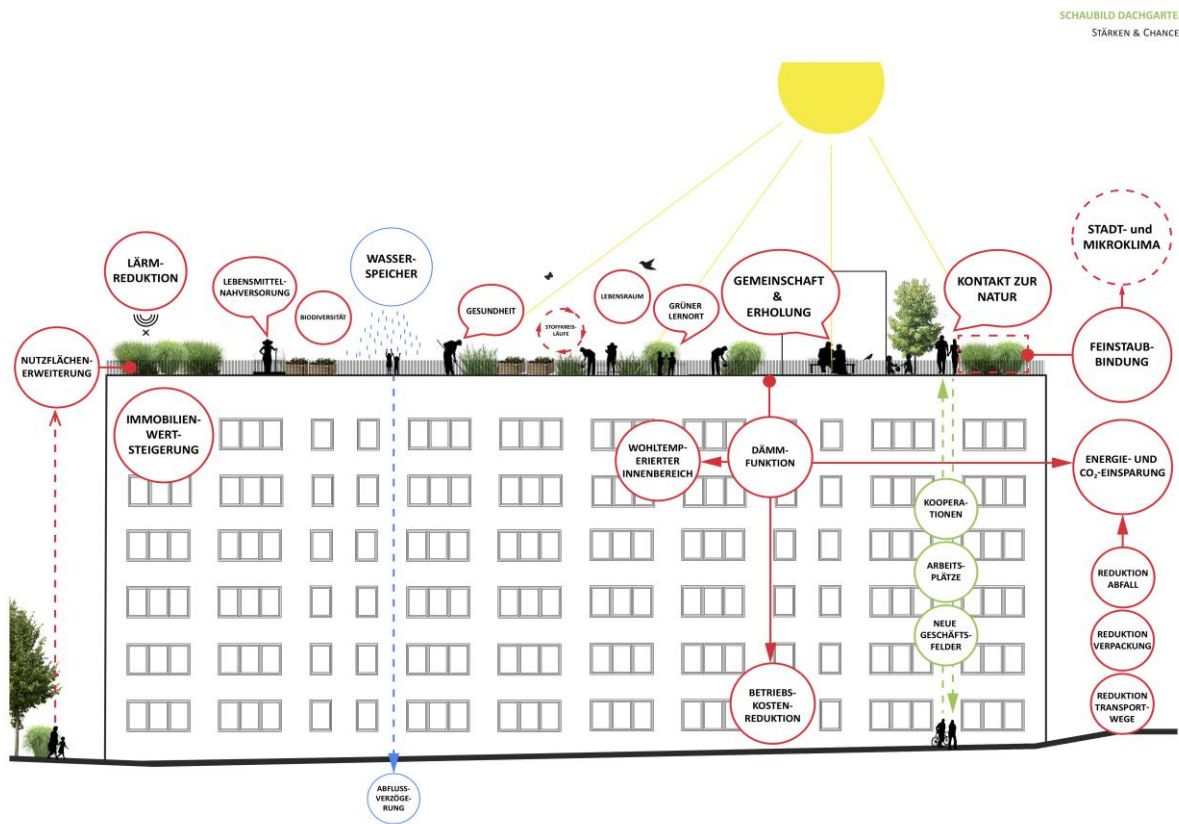 SCHAUBILD DACHGARTE
STÄRKEN & CHANCE
LÄRM-
REDUKTION
LEBENSMITTEL-
NAHVERSORUNG
BIODIVERSITÄT
WASSER-
SPEICHER
GESUNDHEIT
STOFFKREIS-
LÄUFE
LEBENSRAUM
GRÜNER
LERNORT
GEMEINSCHAFT
&
ERHOLUNG
KONTAKT ZUR
NATUR
STADT- und
MIKROKLIMA
NUTZFLÄCHEN-
ERWEITERUNG
FEINSTAUB-
BINDUNG
IMMOBILIEN-
WERT-
STEIGERUNG
WOHLTEMP-
ERIERTER
INNENBEREICH
DÄMM-
FUNKTION
ENERGIE- UND
CO₂-EINSPARUNG
KOOPERA-
TIONEN
ARBEITS-
PLÄTZE
NEUE
GESCHÄFTS-
FELDER
REDUKTION
ABFALL
REDUKTION
VERPACKUNG
REDUKTION
TRANSPORT-
WEGE
BETRIEBS-
KOSTEN-
REDUKTION
ABFLUSS-
VERZÖGE-
RUNG